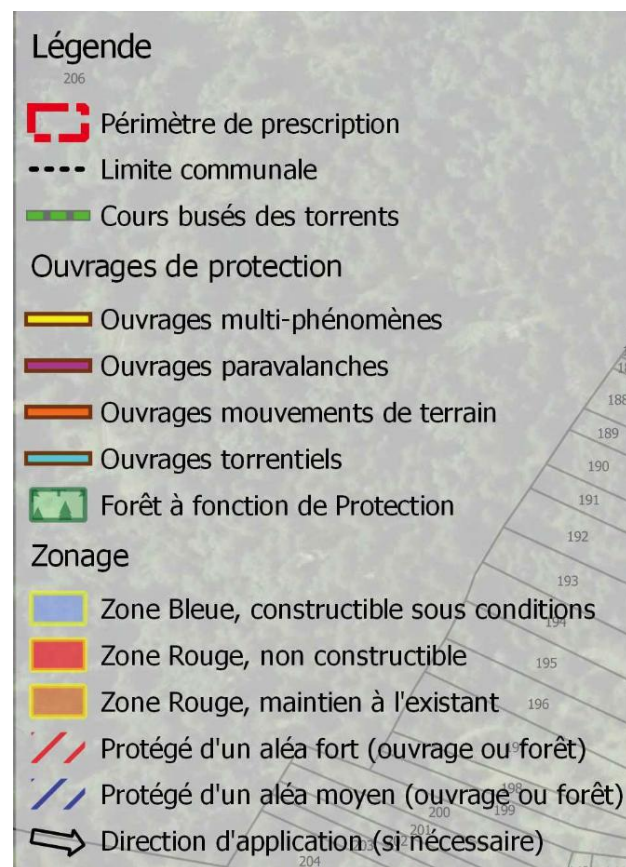 Légende
206
Périmètre de prescription
Limite communale
Cours busés des torrents
Ouvrages de protection
Ouvrages multi-phénomènes
Ouvrages paravalanches
Ouvrages mouvements de terrain
188
189
Ouvrages torrentiels
190
191
Forêt à fonction de Protection
192
Zonage
193
Zone Bleue, constructible sous conditions
194
Zone Rouge, non constructible
195
Zone Rouge, maintien à l'existant
196
Protégé d'un aléa fort (ouvrage ou forêt)
Protégé d'un aléa moyen (ouvrage ou forêt)
198
199
200
201
Direction d'application (si nécessaire)
203
204